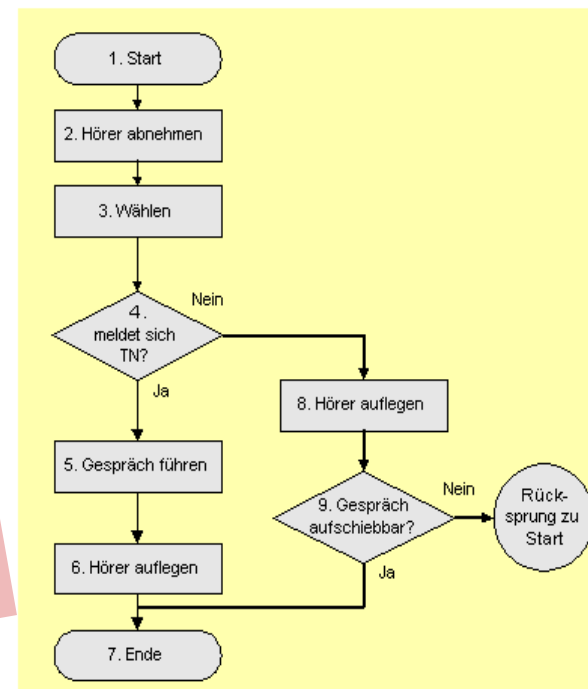 1. Start
2. Hörer abnehmen
3. Wählen
4.
meldet sich
TN?
Nein
Ja
5. Gespräch führen
6. Hörer auflegen
7. Ende
8. Hörer auflegen
9. Gespräch
aufschiebbar?
Nein
Ja
Rück-
sprung zu
Start